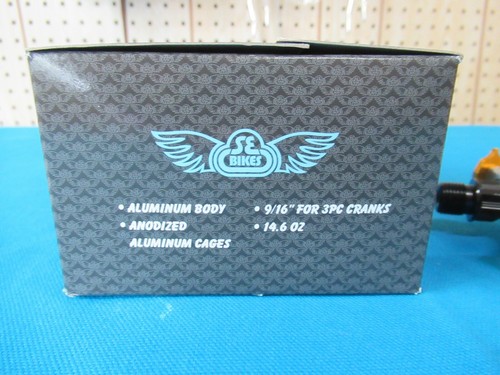 SE
BIKES
• ALUMINUM BODY
• ANODIZED
ALUMINUM CAGES
• 9/16" FOR 3PC CRANKS
• 14.6 OZ